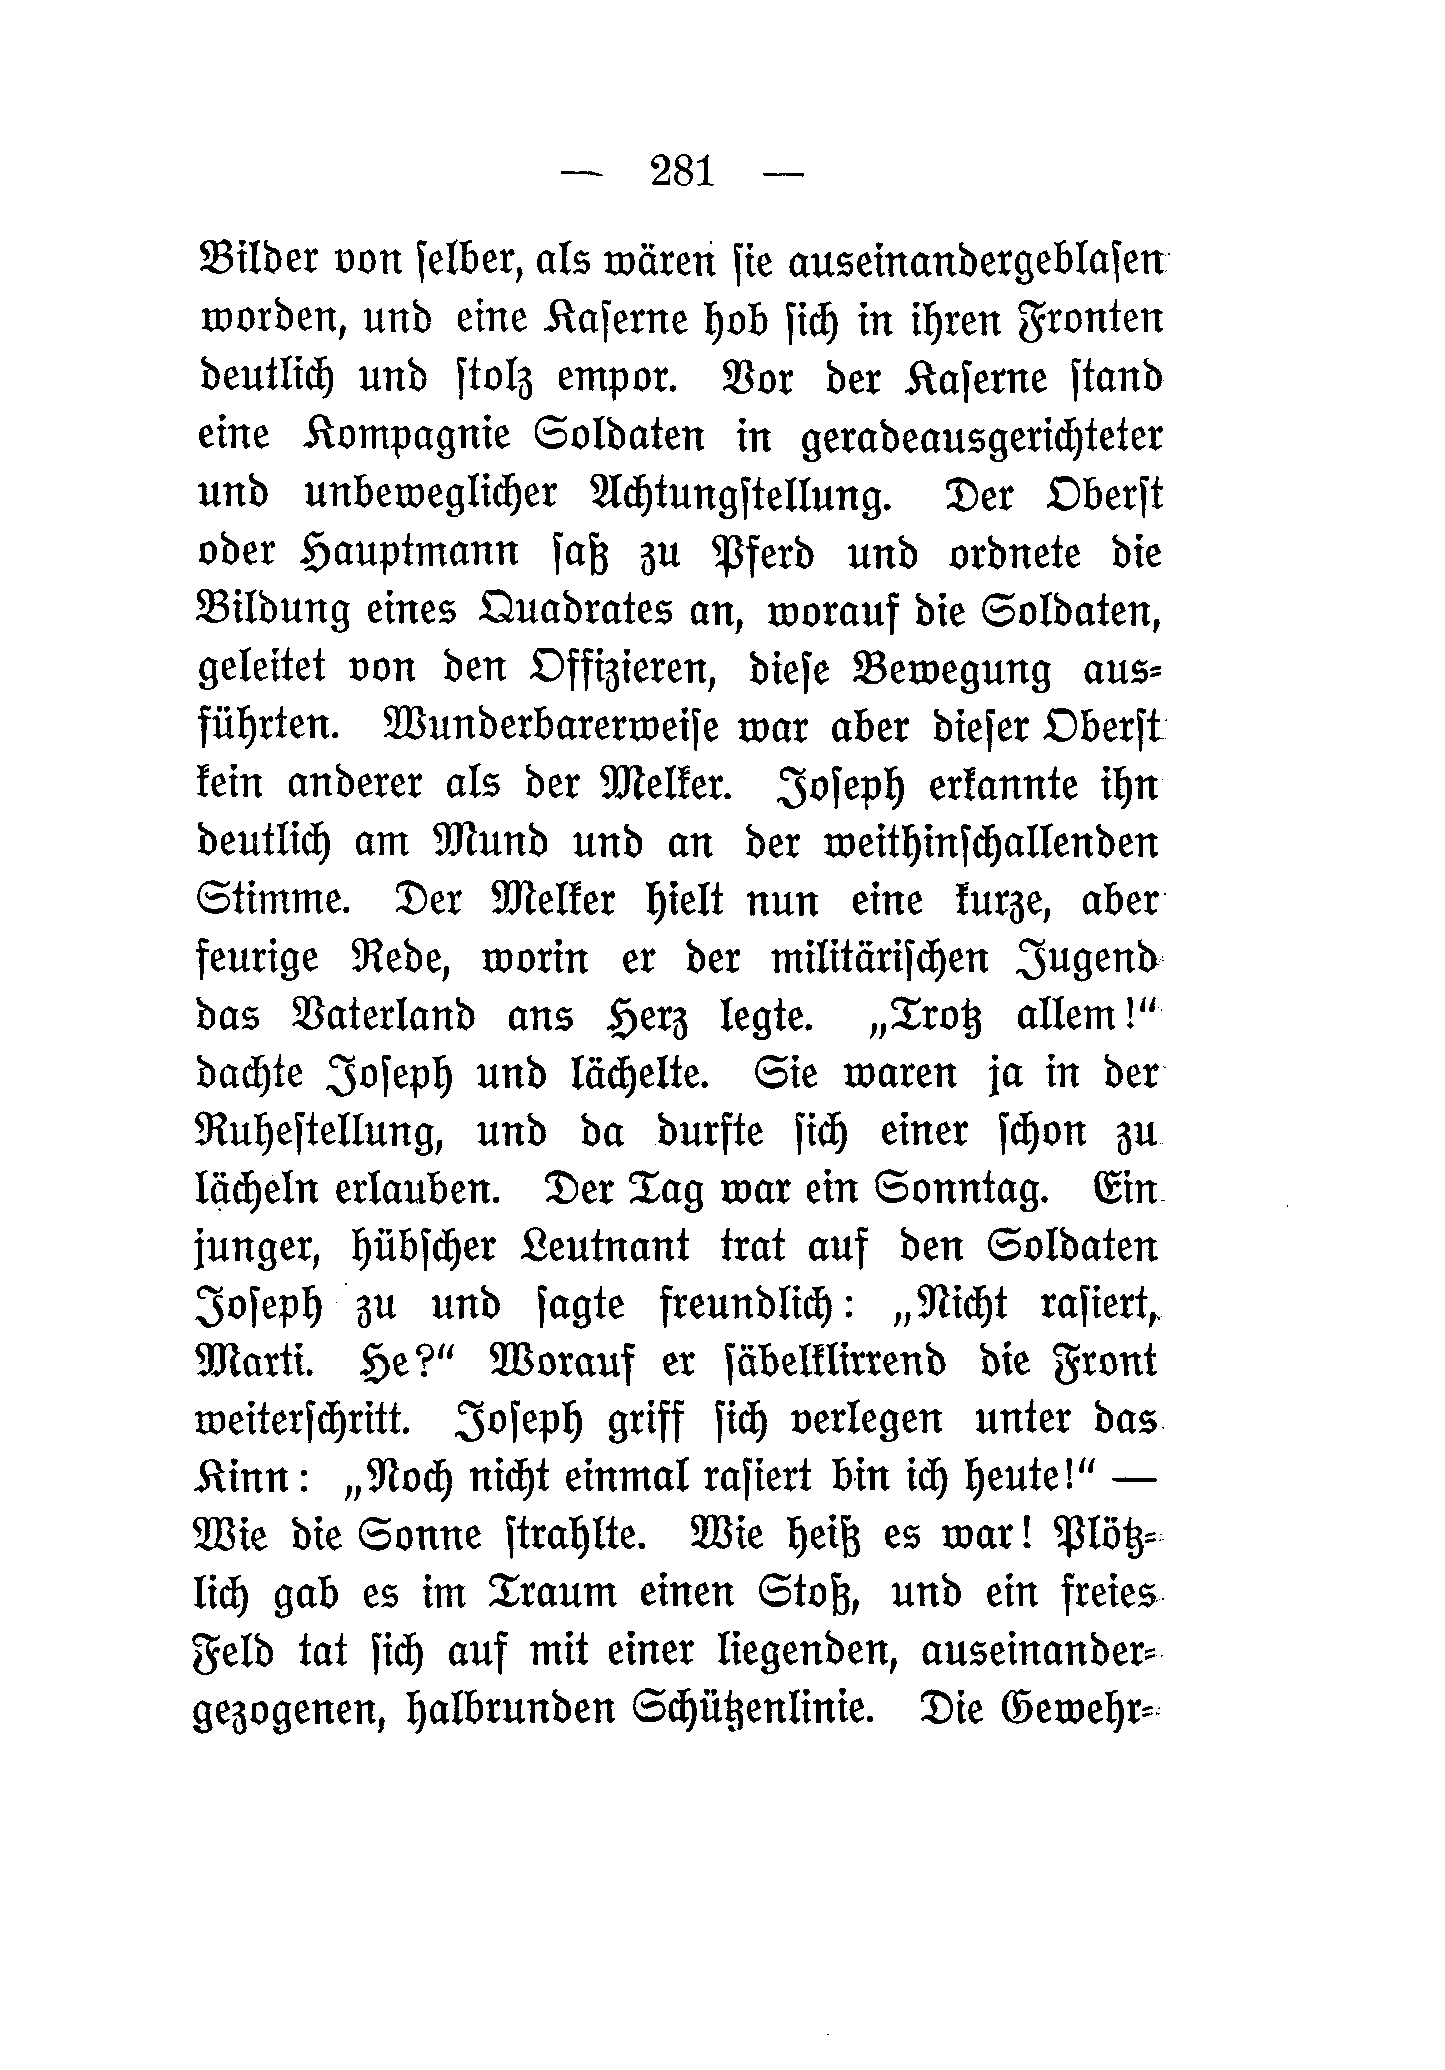 — 281 —
Bilder von ſelber, als wären ſie auseinandergeblaſen
worden, und eine Kaſerne hob ſich in ihren Fronten
deutlich und ſtolz empor. Vor der Kaſerne ſtand
eine Kompagnie Soldaten in geradeausgerichteter
und unbeweglicher Achtungſtellung. Der Oberſt
oder Hauptmann ſaß zu Pferd und ordnete die
Bildung eines Quadrates an, worauf die Soldaten,
geleitet von den Offizieren, dieſe Bewegung aus-
führten. Wunderbarerweiſe war aber dieſer Oberſt
kein anderer als der Melker. Joſeph erkannte ihn
deutlich am Mund und an der weithinſchallenden
Stimme. Der Melker hielt nun eine kurze, aber
feurige Rede, worin er der militäriſchen Jugend
das Vaterland ans Herz legte. „Trotz allem!“
dachte Joſeph und lächelte. Sie waren ja in der
Ruheſtellung, und da durfte ſich einer ſchon zu
lächeln erlauben. Der Tag war ein Sonntag. Ein
junger, hübſcher Leutnant trat auf den Soldaten
Joſeph zu und ſagte freundlich: „Nicht raſiert,
Marti. He?“ Worauf er ſäbelklirrend die Front
weiterſchritt. Joſeph griff ſich verlegen unter das
Kinn: „Noch nicht einmal raſiert bin ich heute!“ —
Wie die Sonne ſtrahlte. Wie heiß es war! Plötz-
lich gab es im Traum einen Stoß, und ein freies
Feld tat ſich auf mit einer liegenden, auseinander-
gezogenen, halbrunden Schützenlinie. Die Gewehr-